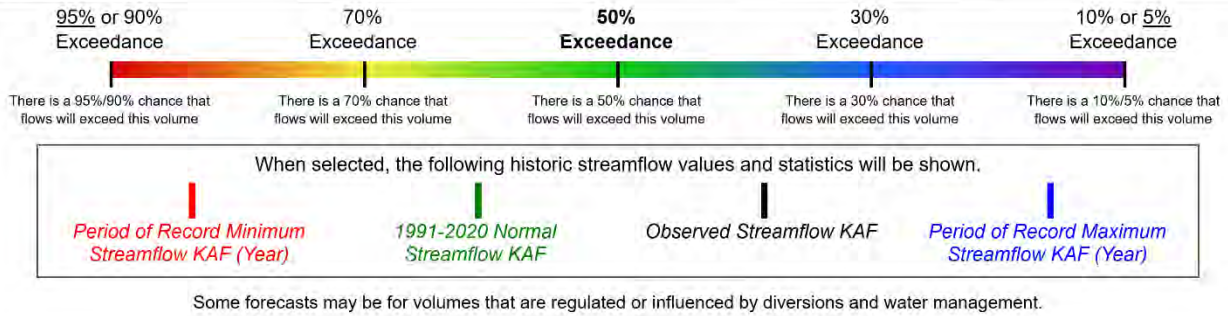 95% or 90%
Exceedance
70%
Exceedance
50%
Exceedance
30%
Exceedance
10% or 5%
Exceedance
There is a 95%/90% chance that
flows will exceed this volume
There is a 70% chance that
flows will exceed this volume
There is a 50% chance that
flows will exceed this volume
There is a 30% chance that
flows will exceed this volume
There is a 10%/5% chance that
flows will exceed this volume
When selected, the following historic streamflow values and statistics will be shown.
Period of Record Minimum
Streamflow KAF (Year)
1991-2020 Normal
Streamflow KAF
Observed Streamflow KAF
Period of Record Maximum
Streamflow KAF (Year)
Some forecasts may be for volumes that are regulated or influenced by diversions and water management.